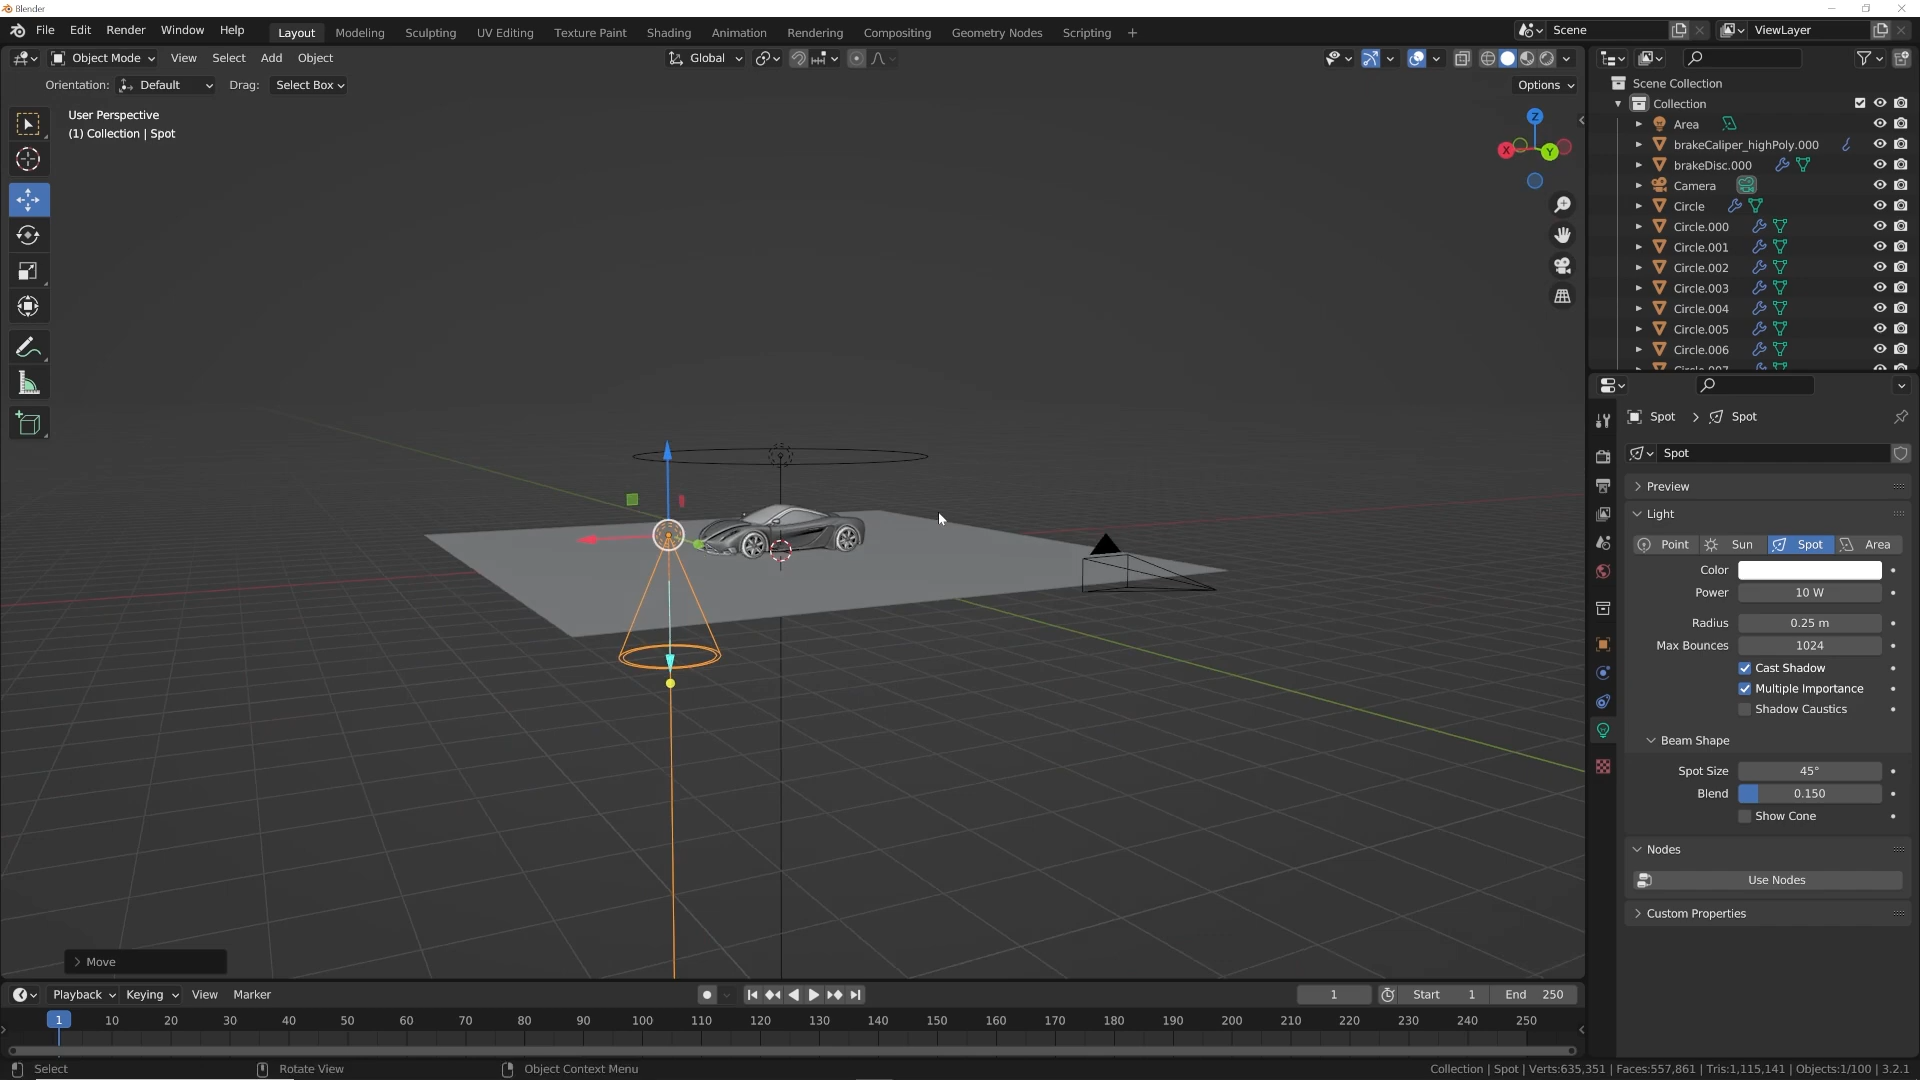 Blender
File Edit Render Window Help Layout Modeling Sculpting UV Editing Texture Paint Shading Animation Rendering Compositing Geometry Nodes Scripting + Scene ViewLayer
Object Mode View Select Add Object Global
Orientation: Default Drag: Select Box Options
User Perspective
(1) Collection | Spot
Z
X
Y
Scene Collection
Collection
Area
brakeCaliper_highPoly.000
brakeDisc.000
Camera
Circle
Circle.000
Circle.001
Circle.002
Circle.003
Circle.004
Circle.005
Circle.006
Spot > Spot
Spot
Preview
Light
Point Sun Spot Area
Color
Power 10 W
Radius 0.25 m
Max Bounces 1024
Cast Shadow
Multiple Importance
Shadow Caustics
Beam Shape
Spot Size 45°
Blend 0.150
Show Cone
Nodes
Use Nodes
Custom Properties
> Move
Playback Keying View Marker 1 Start 1 End 250
1 10 20 30 40 50 60 70 80 90 100 110 120 130 140 150 160 170 180 190 200 210 220 230 240 250
Select Rotate View Object Context Menu Collection | Spot | Verts:635,351 | Faces:557,861 | Tris:1,115,141 | Objects:1/100 | 3.2.1